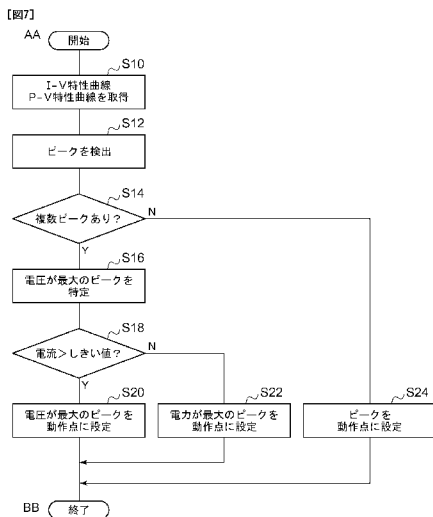 [図7]
AA
開始
S10
I-V特性曲線
P-V特性曲線を取得
S12
ピークを検出
S14
複数ピークあり?
N
Y
S16
電圧が最大のピークを
特定
S18
電流>しきい値?
N
Y
S20
電圧が最大のピークを
動作点に設定
S22
電力が最大のピークを
動作点に設定
S24
ピークを
動作点に設定
BB
終了